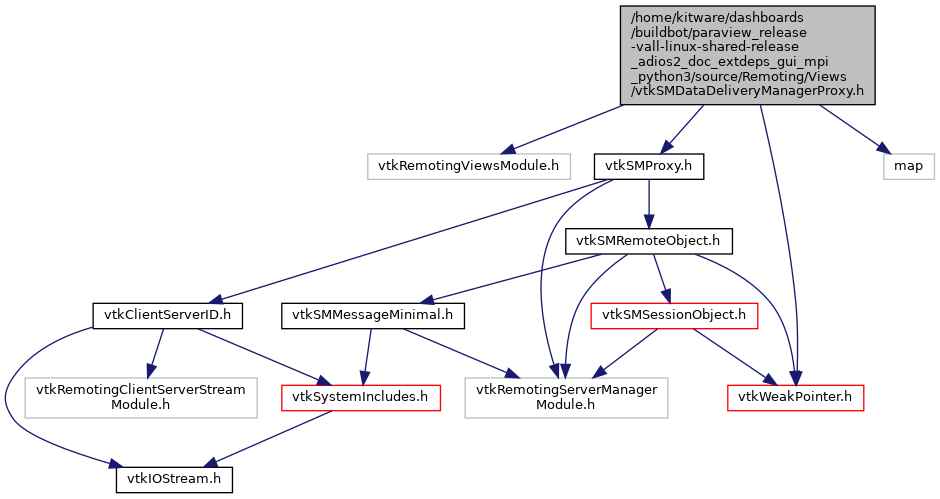 /home/kitware/dashboards
/buildbot/paraview_release
-vall-linux-shared-release
_adios2_doc_extdeps_gui_mpi
_python3/source/Remoting/Views
/vtkSMDataDeliveryManagerProxy.h
vtkRemotingViewsModule.h
vtkSMProxy.h
map
vtkSMRemoteObject.h
vtkClientServerID.h
vtkSMMessageMinimal.h
vtkSMSessionObject.h
vtkRemotingClientServerStream
Module.h
vtkSystemIncludes.h
vtkRemotingServerManager
Module.h
vtkWeakPointer.h
vtkIOStream.h